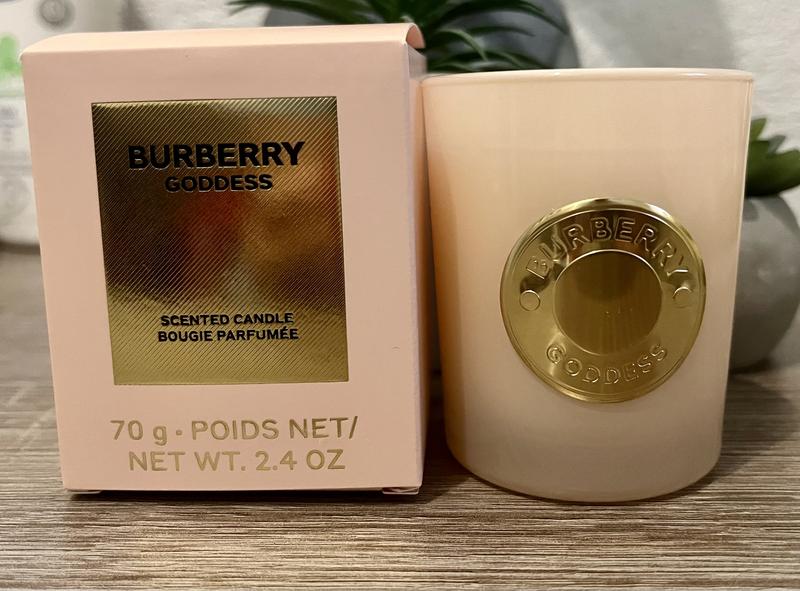 BURBERRY
GODDESS
SCENTED CANDLE
BOUGIE PARFUMÉE
70 g • POIDS NET/
NET WT. 2.4 OZ
BURBERRY
GODDESS